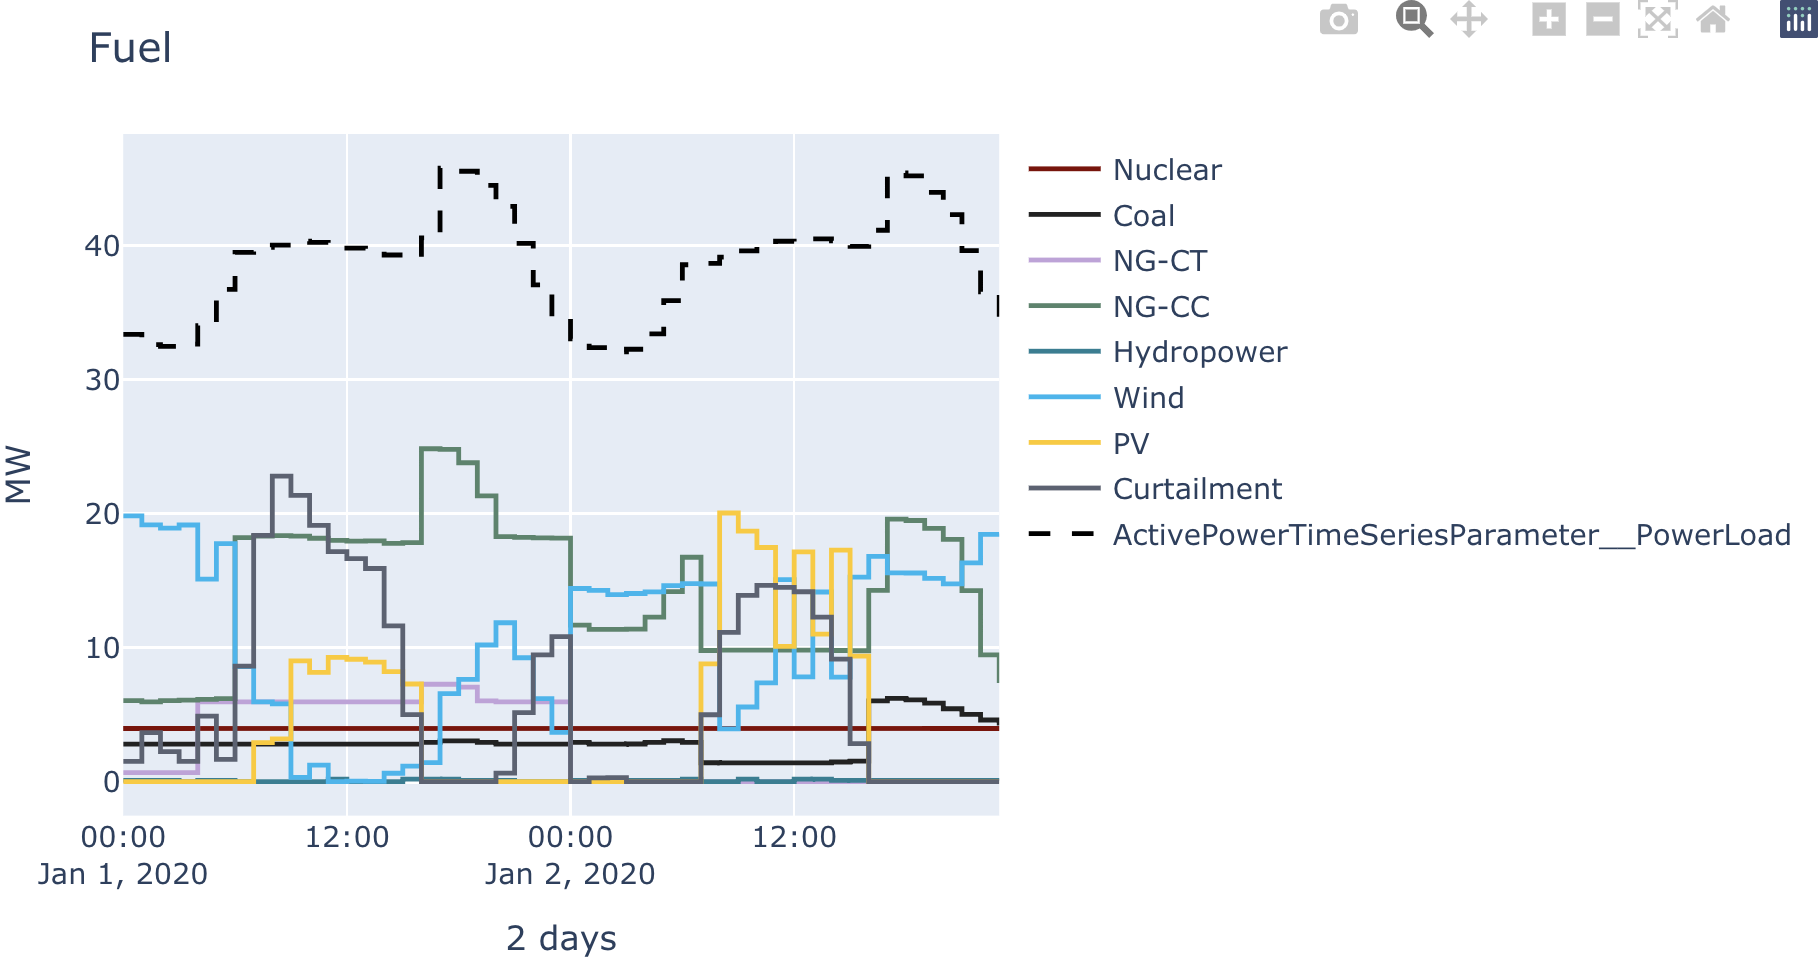 Fuel
MW
40
30
20
10
0
00:00
Jan 1, 2020
12:00
00:00
Jan 2, 2020
12:00
2 days
Nuclear
Coal
NG-CT
NG-CC
Hydropower
Wind
PV
Curtailment
ActivePowerTimeSeriesParameter__PowerLoad